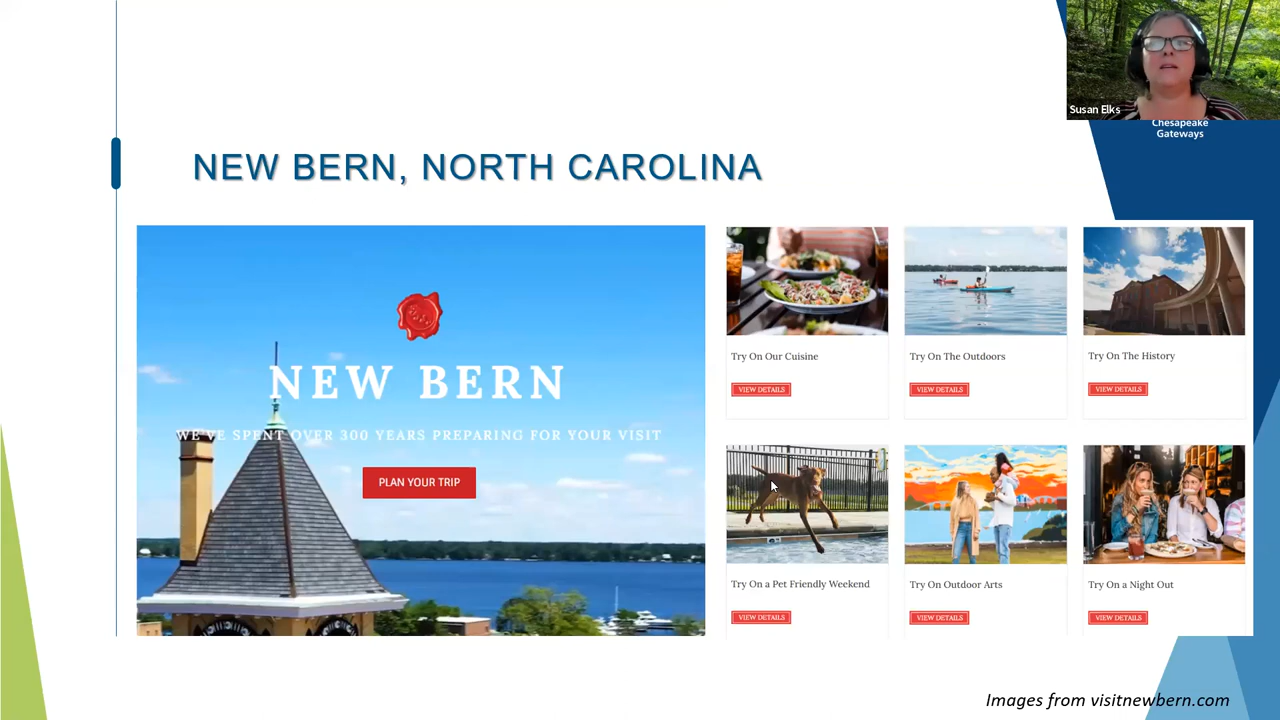 Susan Elks
Chesapeake
Gateways
NEW BERN, NORTH CAROLINA
NEW BERN
WE'VE SPENT OVER 300 YEARS PREPARING FOR YOUR VISIT
PLAN YOUR TRIP
Try On Our Cuisine
VIEW DETAILS
Try On The Outdoors
VIEW DETAILS
Try On The History
VIEW DETAILS
Try On a Pet Friendly Weekend
VIEW DETAILS
Try On Outdoor Arts
VIEW DETAILS
Try On a Night Out
VIEW DETAILS
Images from visitnewbern.com